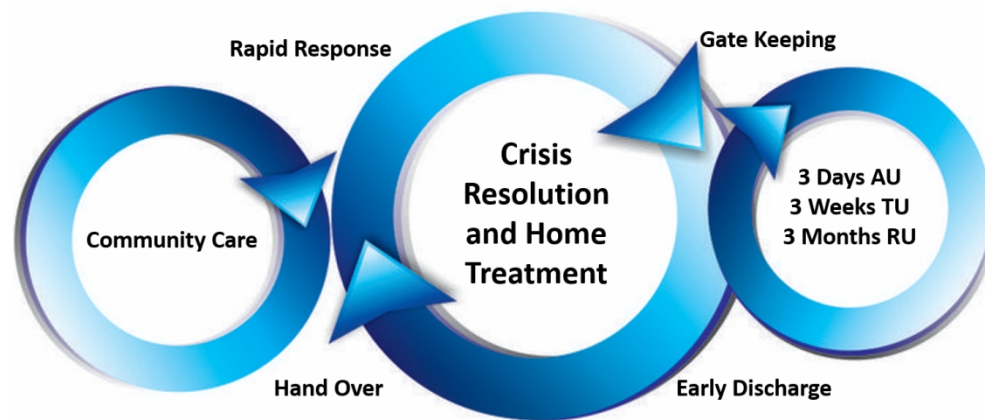 Rapid Response
Gate Keeping
Community Care
Crisis
Resolution
and Home
Treatment
3 Days AU
3 Weeks TU
3 Months RU
Hand Over
Early Discharge